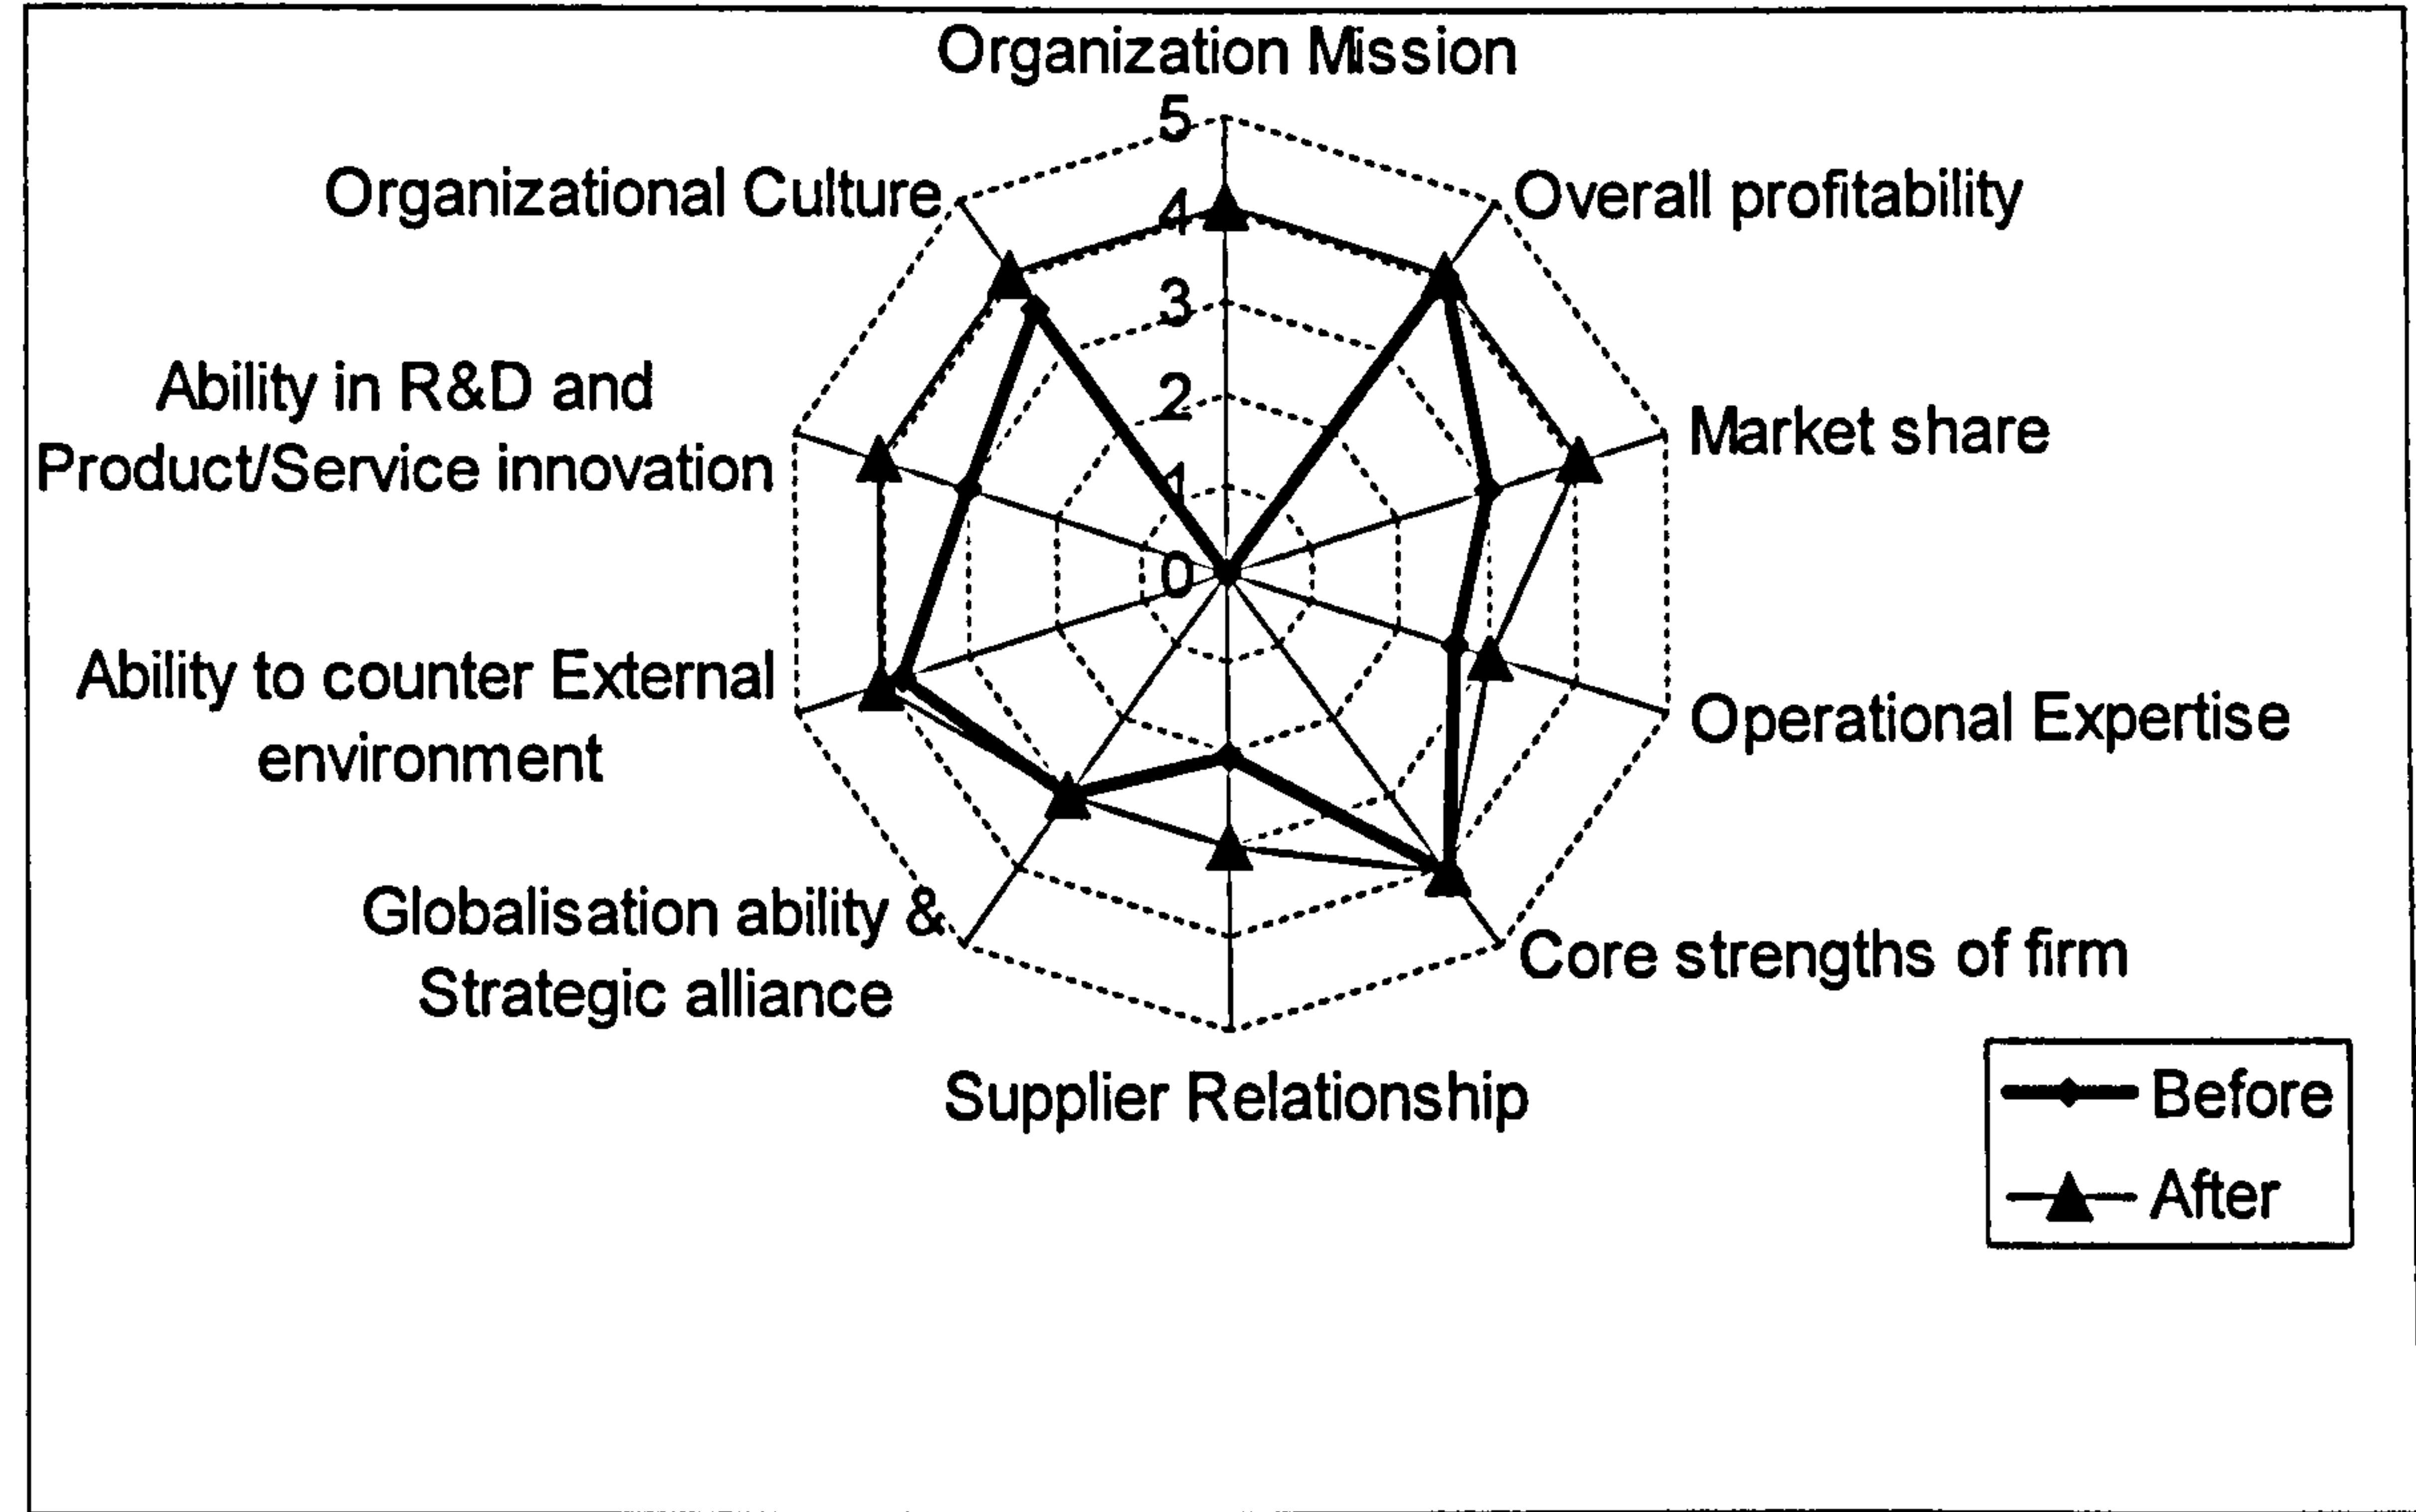 Organization Mission
5
Organizational Culture
Overall profitability
4
3
Ability in R&D and
Product/Service innovation
2
Market share
1
0
Ability to counter External
environment
Operational Expertise
Globalisation ability &
Strategic alliance
Core strengths of firm
Supplier Relationship
Before
After